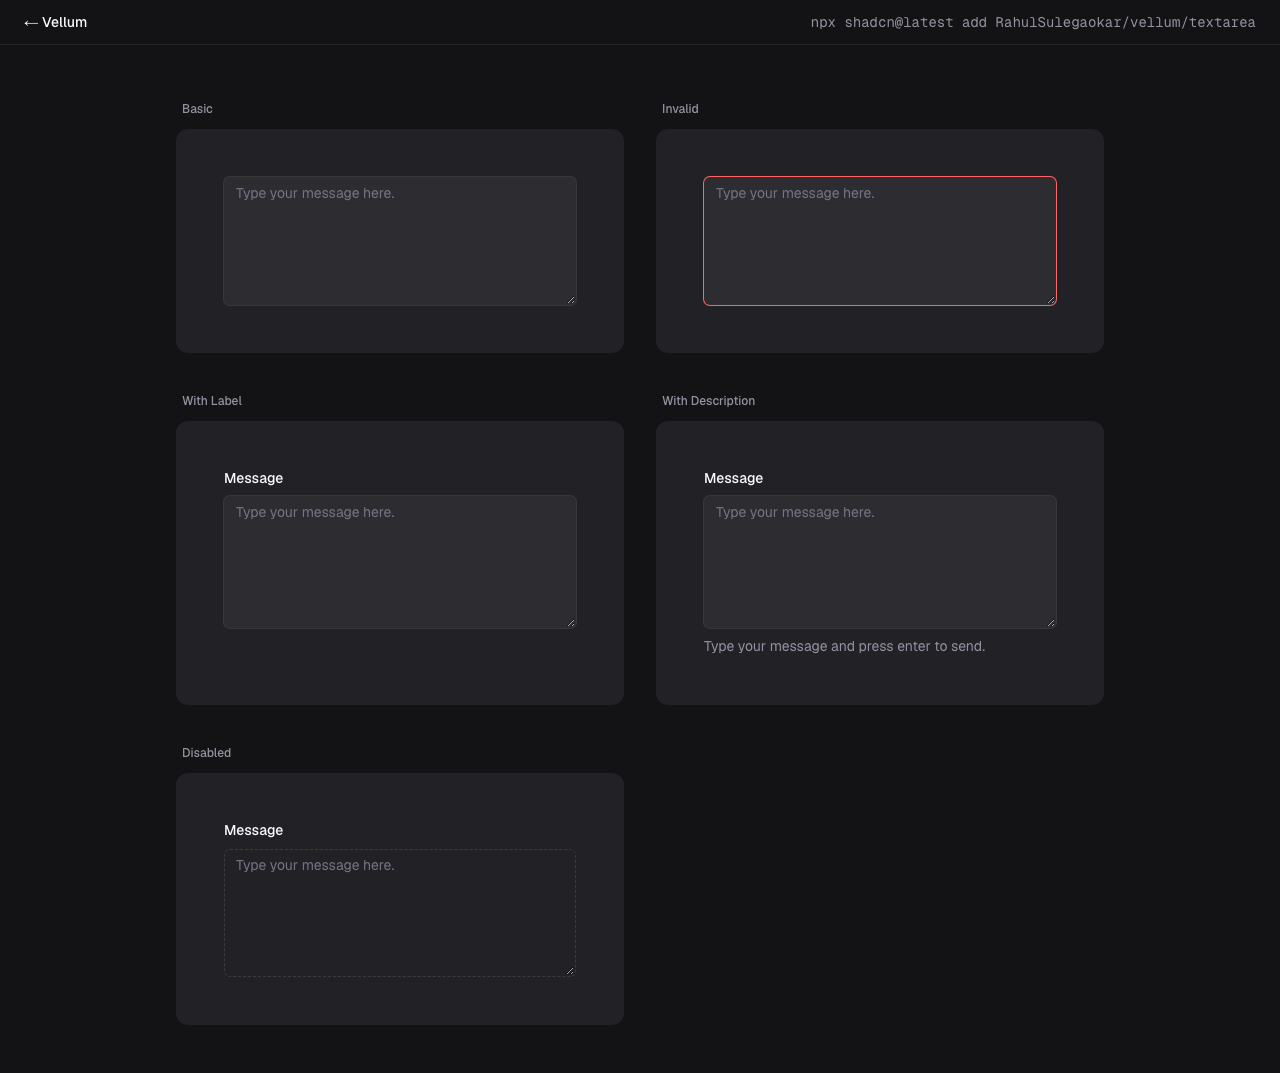 ← Vellum
npx shadcn@latest add RahulSulegaokar/vellum/textarea
Basic
Type your message here.
Invalid
Type your message here.
With Label
Message
Type your message here.
With Description
Message
Type your message here.
Type your message and press enter to send.
Disabled
Message
Type your message here.